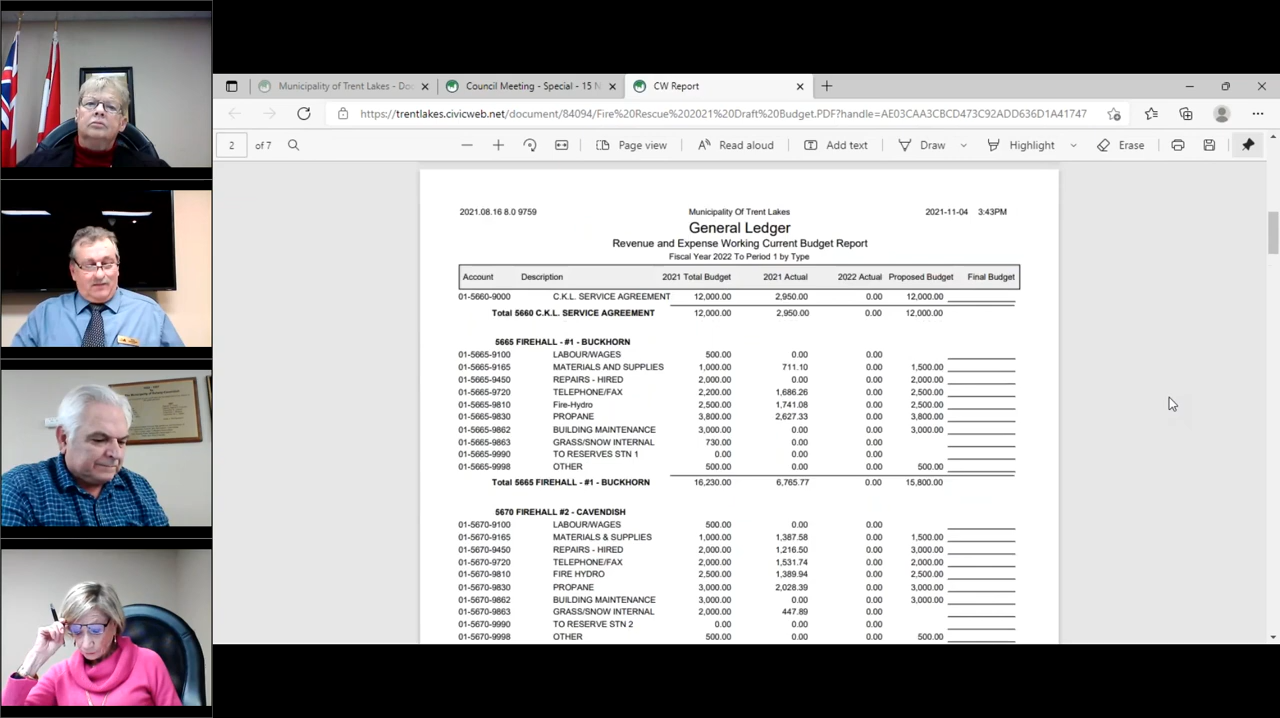 Municipality of Trent Lakes - Doc
Council Meeting - Special - 15 N
CW Report
https://trentlakes.civicweb.net/document/84094/Fire%20Rescue%202021%20Draft%20Budget.PDF?handle=AE03CAA3CBCD473C92ADD636D1A41747
2 of 7 Page view Read aloud Add text Draw Highlight Erase
2021.08.16 8.0 9759 Municipality Of Trent Lakes 2021-11-04 3:43PM
General Ledger
Revenue and Expense Working Current Budget Report
Fiscal Year 2022 To Period 1 by Type
Account Description 2021 Total Budget 2021 Actual 2022 Actual Proposed Budget Final Budget
01-5660-9000 C.K.L. SERVICE AGREEMENT 12,000.00 2,950.00 0.00 12,000.00
Total 5660 C.K.L. SERVICE AGREEMENT 12,000.00 2,950.00 0.00 12,000.00
5665 FIREHALL - #1 - BUCKHORN
01-5665-9100 LABOUR/WAGES 500.00 0.00 0.00
01-5665-9165 MATERIALS AND SUPPLIES 1,000.00 711.10 0.00 1,500.00
01-5665-9450 REPAIRS - HIRED 2,000.00 0.00 0.00 2,000.00
01-5665-9720 TELEPHONE/FAX 2,200.00 1,686.26 0.00 2,500.00
01-5665-9810 Fire-Hydro 2,500.00 1,741.08 0.00 2,500.00
01-5665-9830 PROPANE 3,800.00 2,627.33 0.00 3,800.00
01-5665-9862 BUILDING MAINTENANCE 3,000.00 0.00 0.00 3,000.00
01-5665-9863 GRASS/SNOW INTERNAL 730.00 0.00 0.00
01-5665-9990 TO RESERVES STN 1 0.00 0.00 0.00
01-5665-9998 OTHER 500.00 0.00 0.00 500.00
Total 5665 FIREHALL - #1 - BUCKHORN 16,230.00 6,765.77 0.00 15,800.00
5670 FIREHALL #2 - CAVENDISH
01-5670-9100 LABOUR/WAGES 500.00 0.00 0.00
01-5670-9165 MATERIALS & SUPPLIES 1,000.00 1,387.58 0.00 1,500.00
01-5670-9450 REPAIRS - HIRED 2,000.00 1,216.50 0.00 3,000.00
01-5670-9720 TELEPHONE/FAX 2,000.00 1,531.74 0.00 2,000.00
01-5670-9810 FIRE HYDRO 2,500.00 1,389.94 0.00 2,500.00
01-5670-9830 PROPANE 3,000.00 2,028.39 0.00 3,000.00
01-5670-9862 BUILDING MAINTENANCE 3,000.00 0.00 0.00 3,000.00
01-5670-9863 GRASS/SNOW INTERNAL 2,000.00 447.89 0.00
01-5670-9990 TO RESERVE STN 2 0.00 0.00 0.00
01-5670-9998 OTHER 500.00 0.00 0.00 500.00